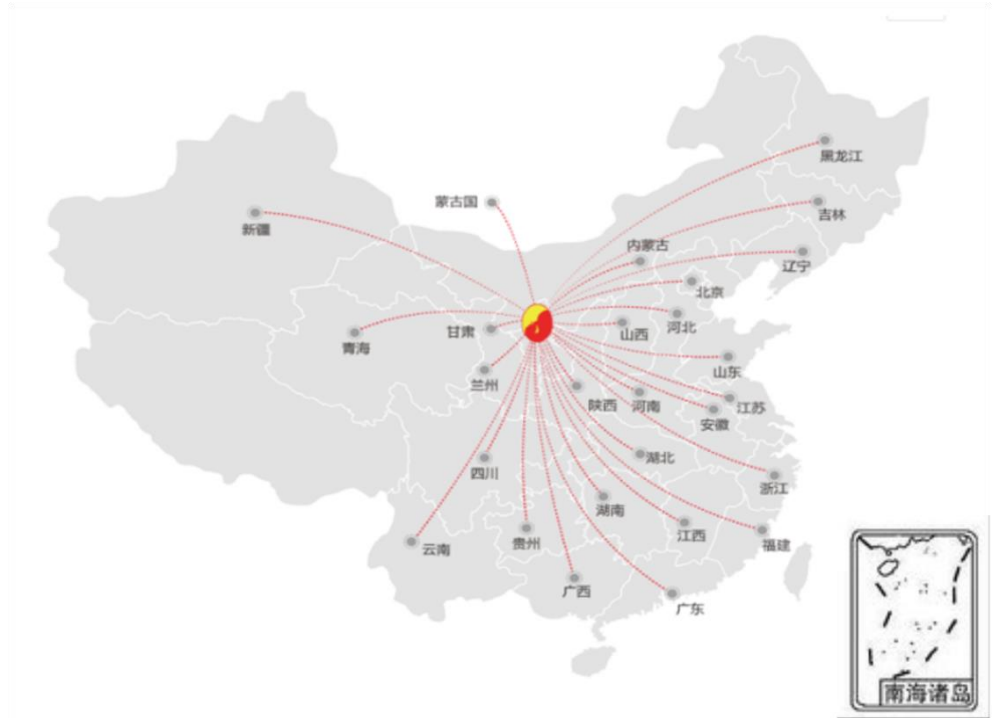 黑龙江
蒙古国
吉林
新疆
内蒙古
辽宁
北京
甘肃
山西
河北
青海
山东
兰州
陕西
河南
江苏
安徽
湖北
四川
浙江
湖南
江西
云南
贵州
福建
广西
广东
南海诸岛